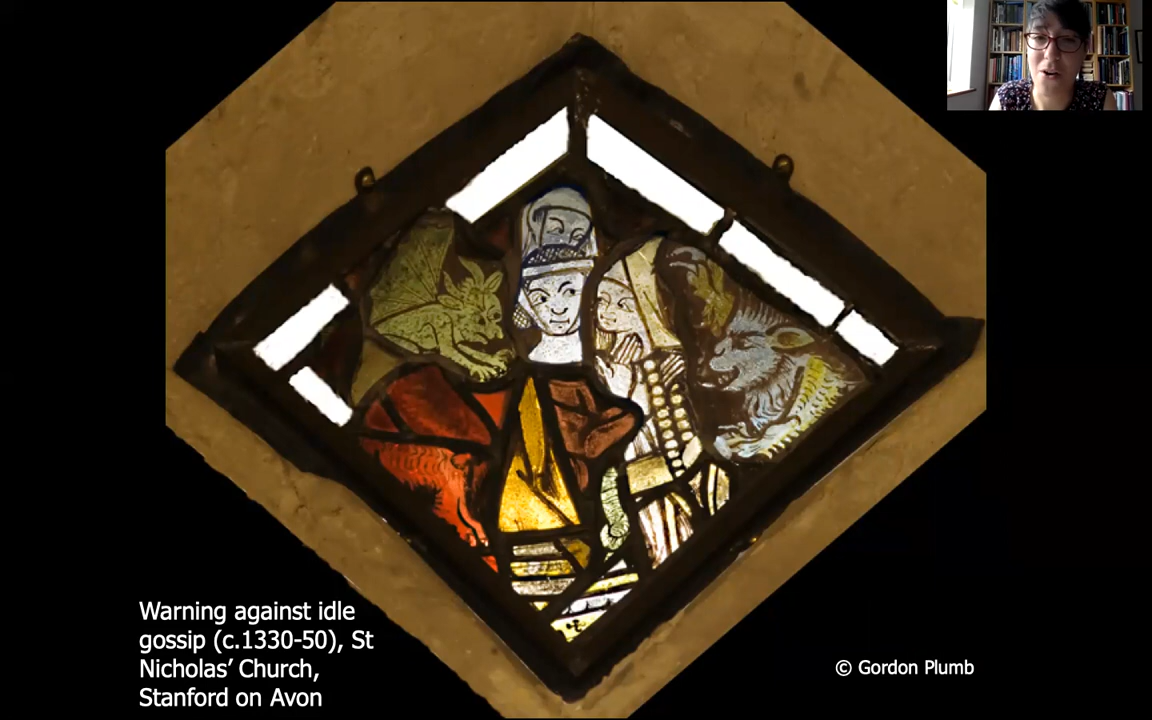 Warning against idle
gossip (c.1330-50), St
Nicholas’ Church,
Stanford on Avon
© Gordon Plumb